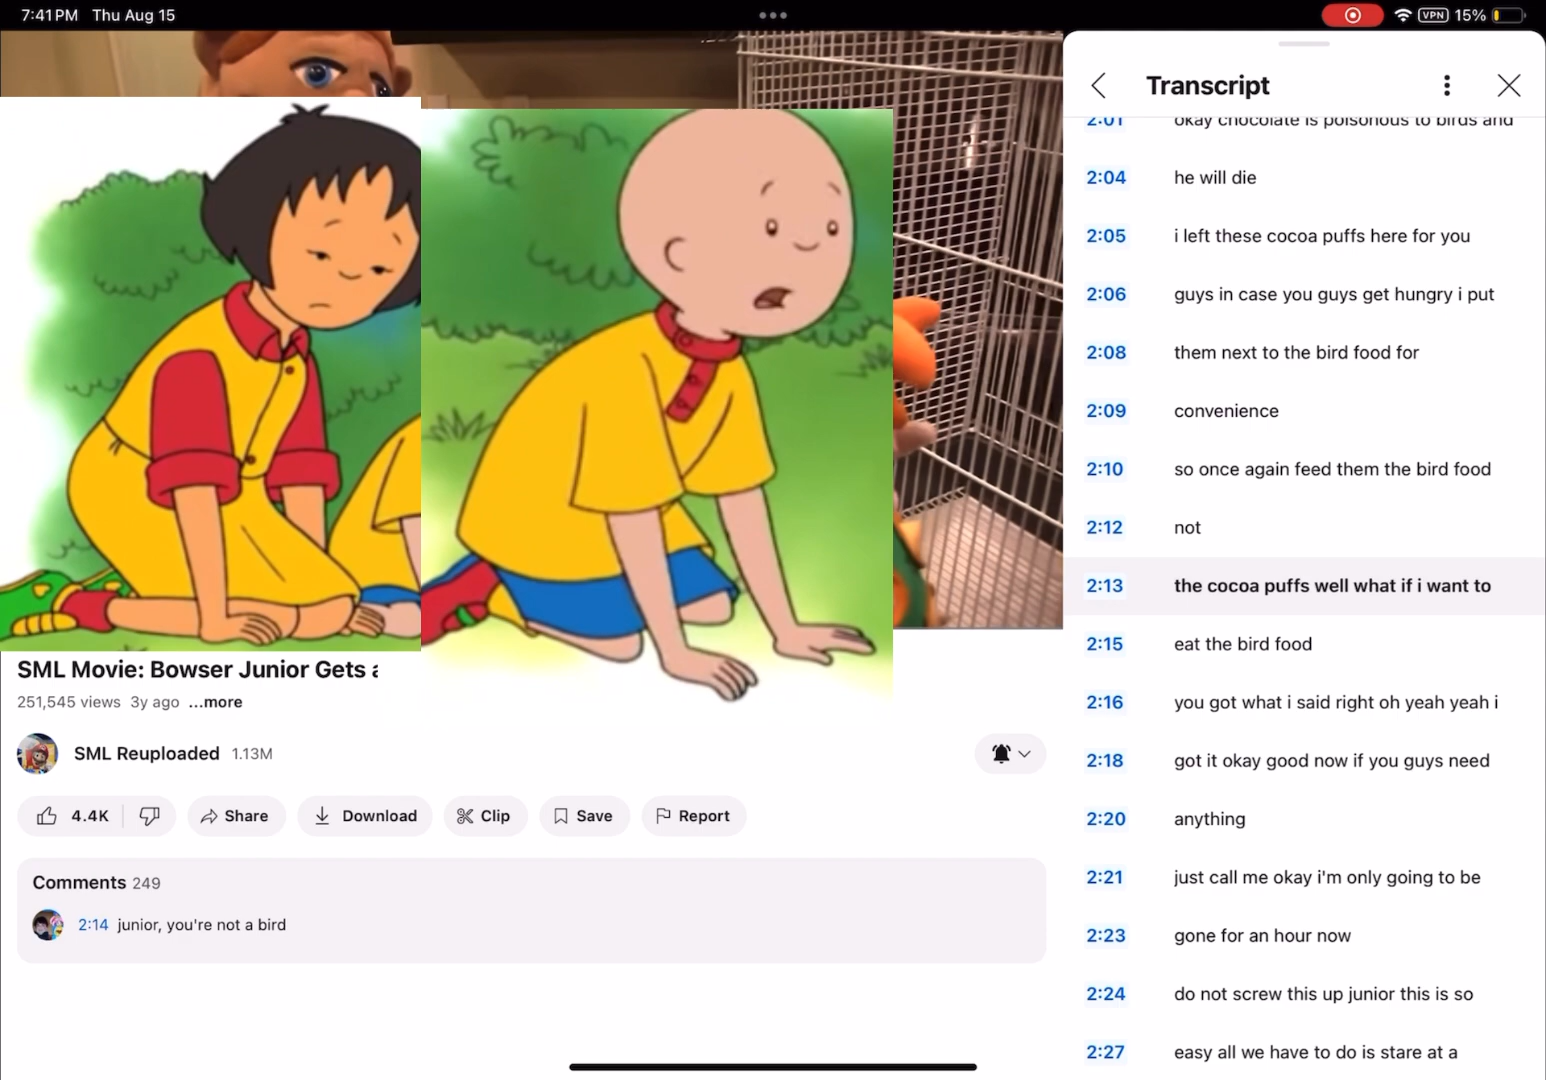 7:41 PM Thu Aug 15
VPN 15%
Transcript
2:01 okay chocolate is poisonous to birds and
2:04 he will die
2:05 i left these cocoa puffs here for you
2:06 guys in case you guys get hungry i put
2:08 them next to the bird food for
2:09 convenience
2:10 so once again feed them the bird food
2:12 not
2:13 the cocoa puffs well what if i want to
2:15 eat the bird food
2:16 you got what i said right oh yeah yeah i
2:18 got it okay good now if you guys need
2:20 anything
2:21 just call me okay i'm only going to be
2:23 gone for an hour now
2:24 do not screw this up junior this is so
2:27 easy all we have to do is stare at a
SML Movie: Bowser Junior Gets
251,545 views 3y ago ...more
SML Reuploaded 1.13M
4.4K Share Download Clip Save Report
Comments 249
2:14 junior, you're not a bird